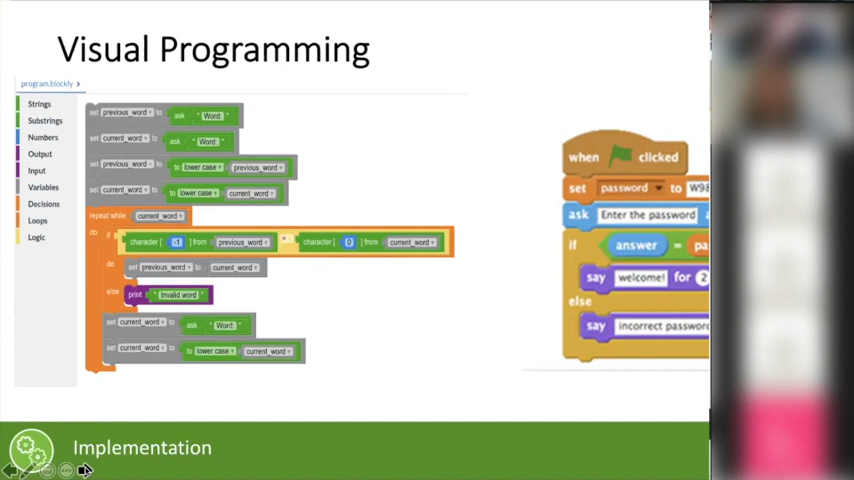 Visual Programming
program.blockly
Strings
Substrings
Numbers
Output
Input
Variables
Decisions
Loops
Logic
set previous_word to ask "Word:"
set current_word to ask "Word:"
set previous_word to to lower case previous_word
set current_word to to lower case current_word
repeat while current_word
do if character [ -1 ] from previous_word = character [ 0 ] from current_word
do set previous_word to current_word
else print "Invalid word"
set current_word to ask "Word:"
set current_word to to lower case current_word
when clicked
set password to W98
ask Enter the password
if answer = pa
say welcome! for 2
else
say incorrect password
Implementation